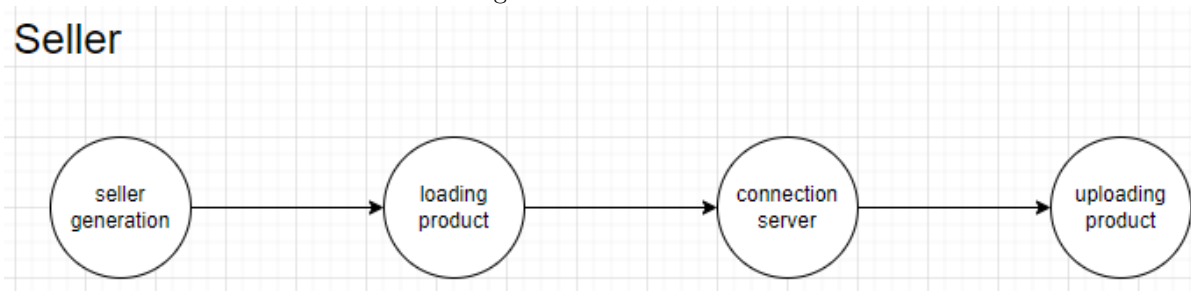 Seller
seller
generation
loading
product
connection
server
uploading
product